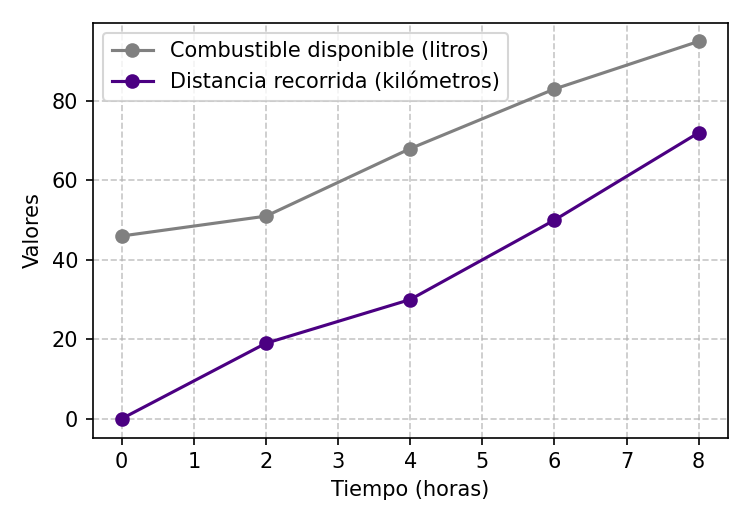 Combustible disponible (litros)
Distancia recorrida (kilómetros)
Valores
80
60
40
20
0
0 1 2 3 4 5 6 7 8
Tiempo (horas)